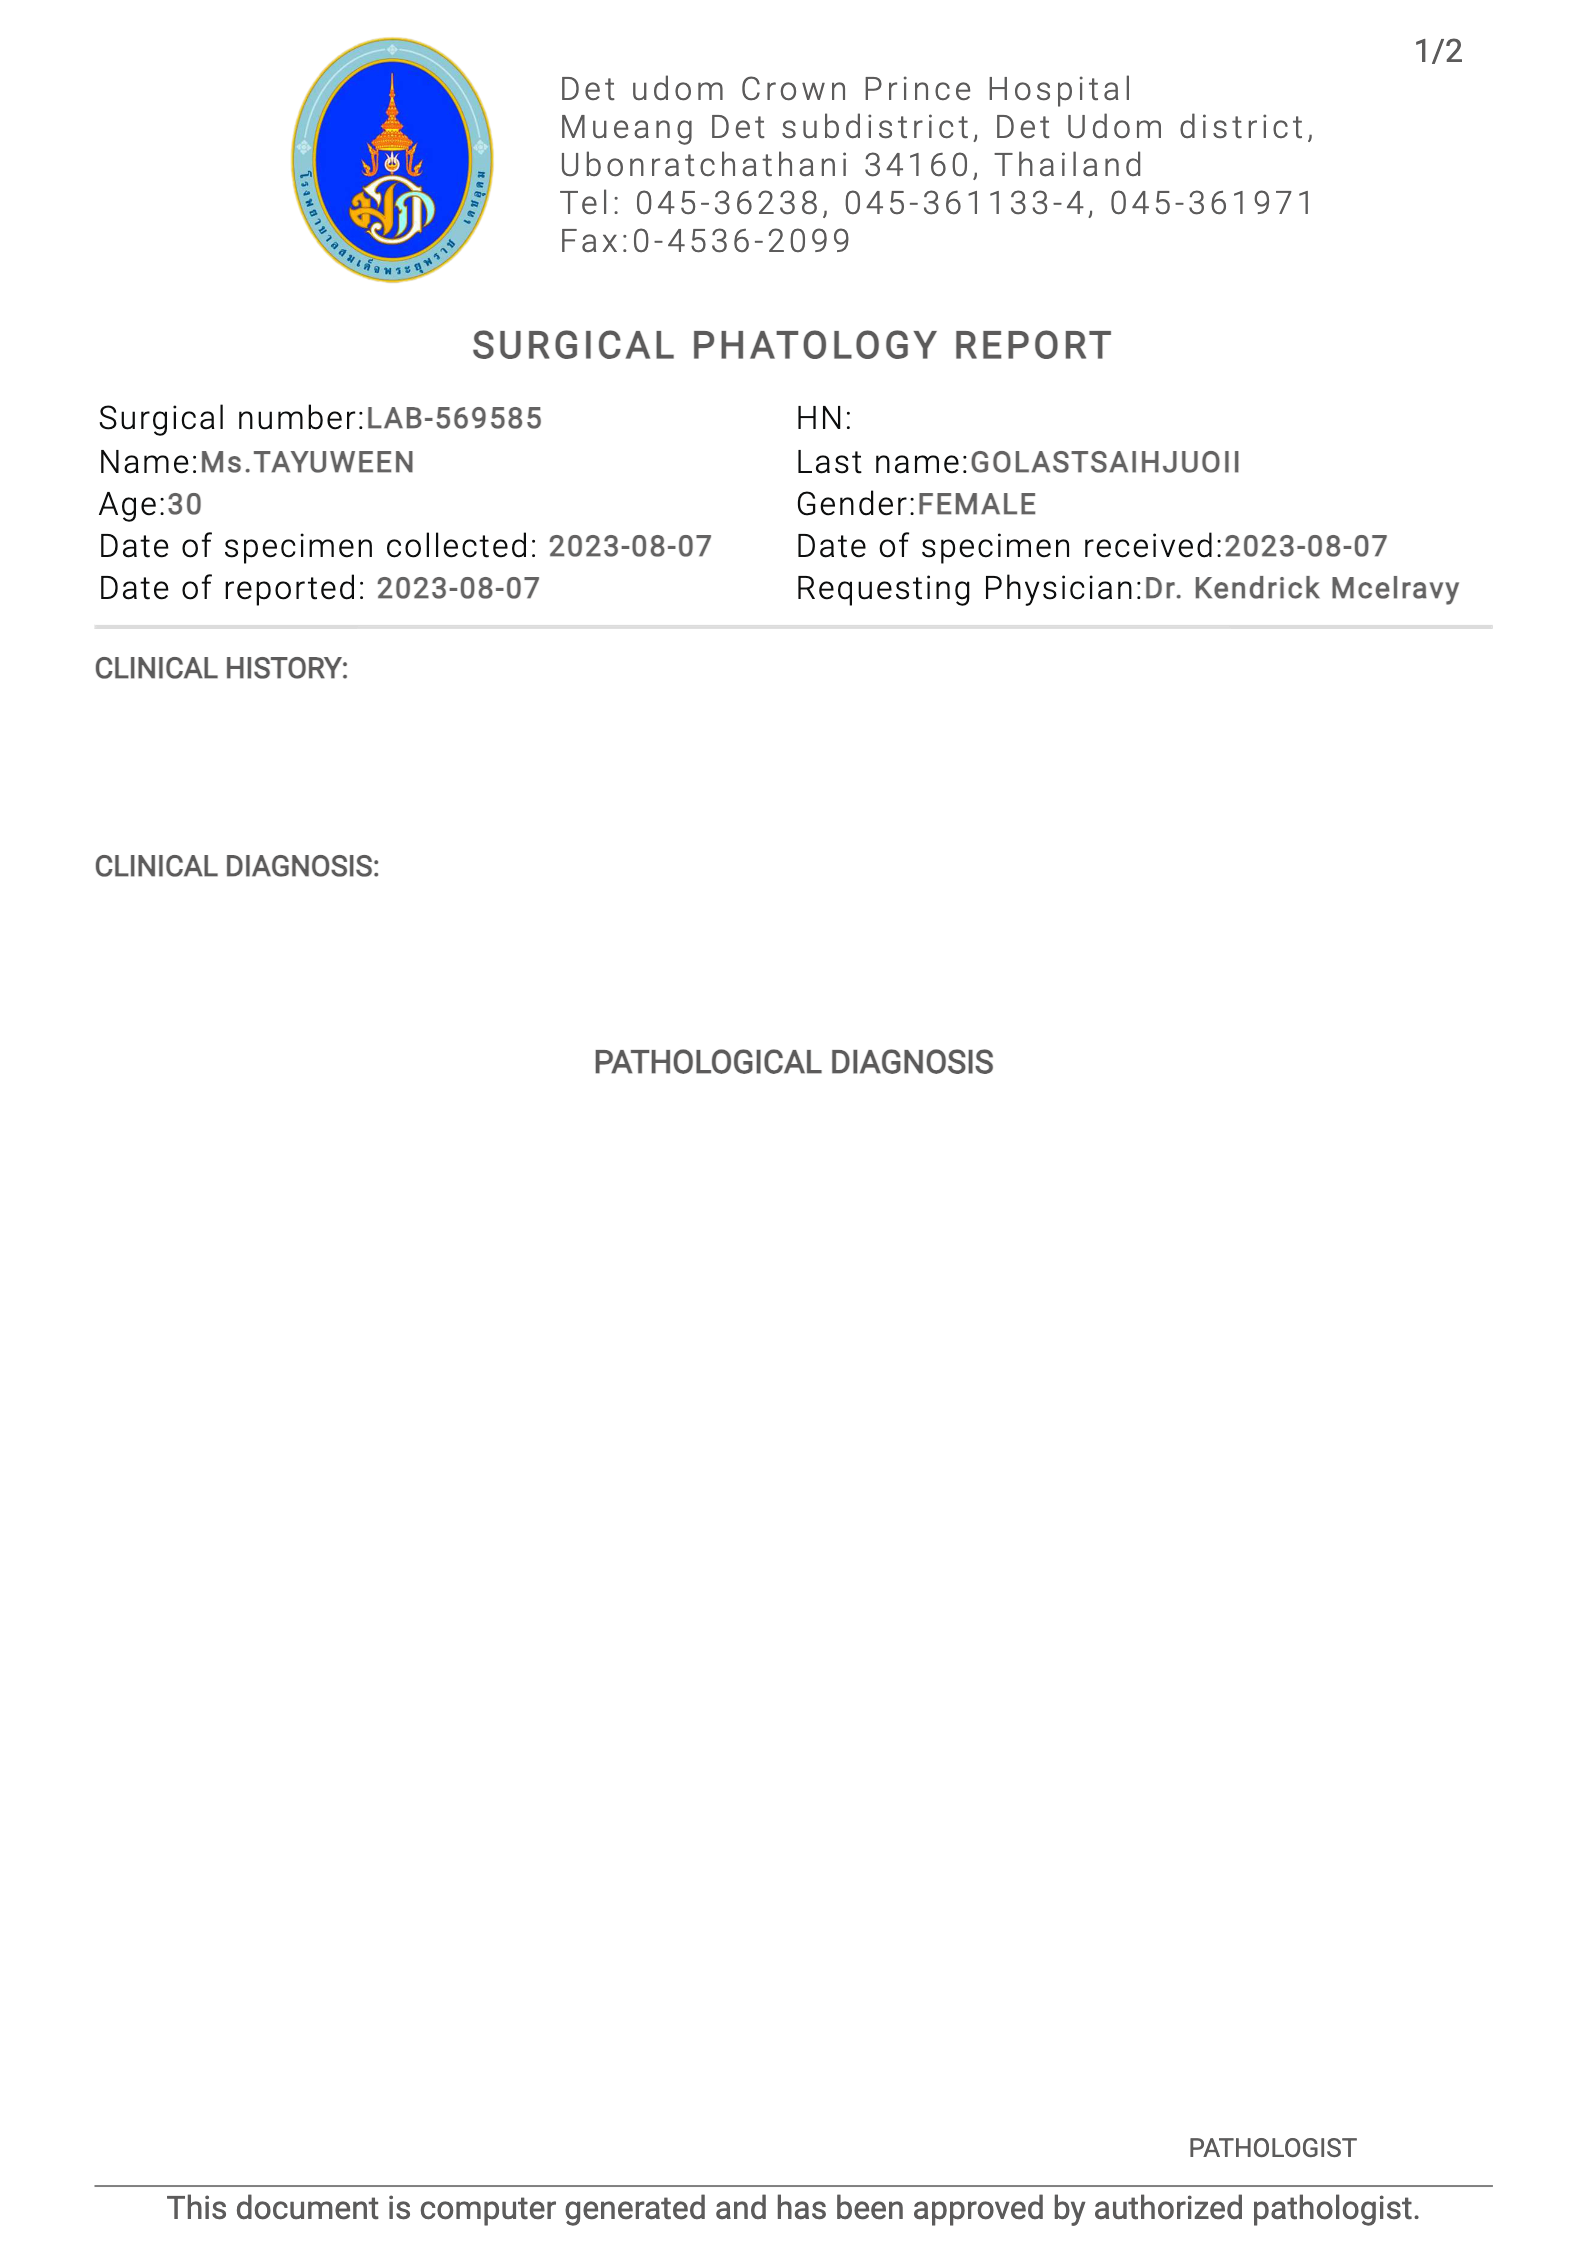 1/2
Det udom Crown Prince Hospital
Mueang Det subdistrict, Det Udom district,
Ubonratchathani 34160, Thailand
Tel: 045-36238, 045-361133-4, 045-361971
Fax:0-4536-2099
โรงพยาบาลสมเด็จพระยุพราช เดชอุดม
SURGICAL PHATOLOGY REPORT
Surgical number:LAB-569585 HN:
Name:Ms.TAYUWEEN Last name:GOLASTSAIHJUOII
Age:30 Gender:FEMALE
Date of specimen collected: 2023-08-07 Date of specimen received:2023-08-07
Date of reported: 2023-08-07 Requesting Physician:Dr. Kendrick Mcelravy
CLINICAL HISTORY:
CLINICAL DIAGNOSIS:
PATHOLOGICAL DIAGNOSIS
PATHOLOGIST
This document is computer generated and has been approved by authorized pathologist.